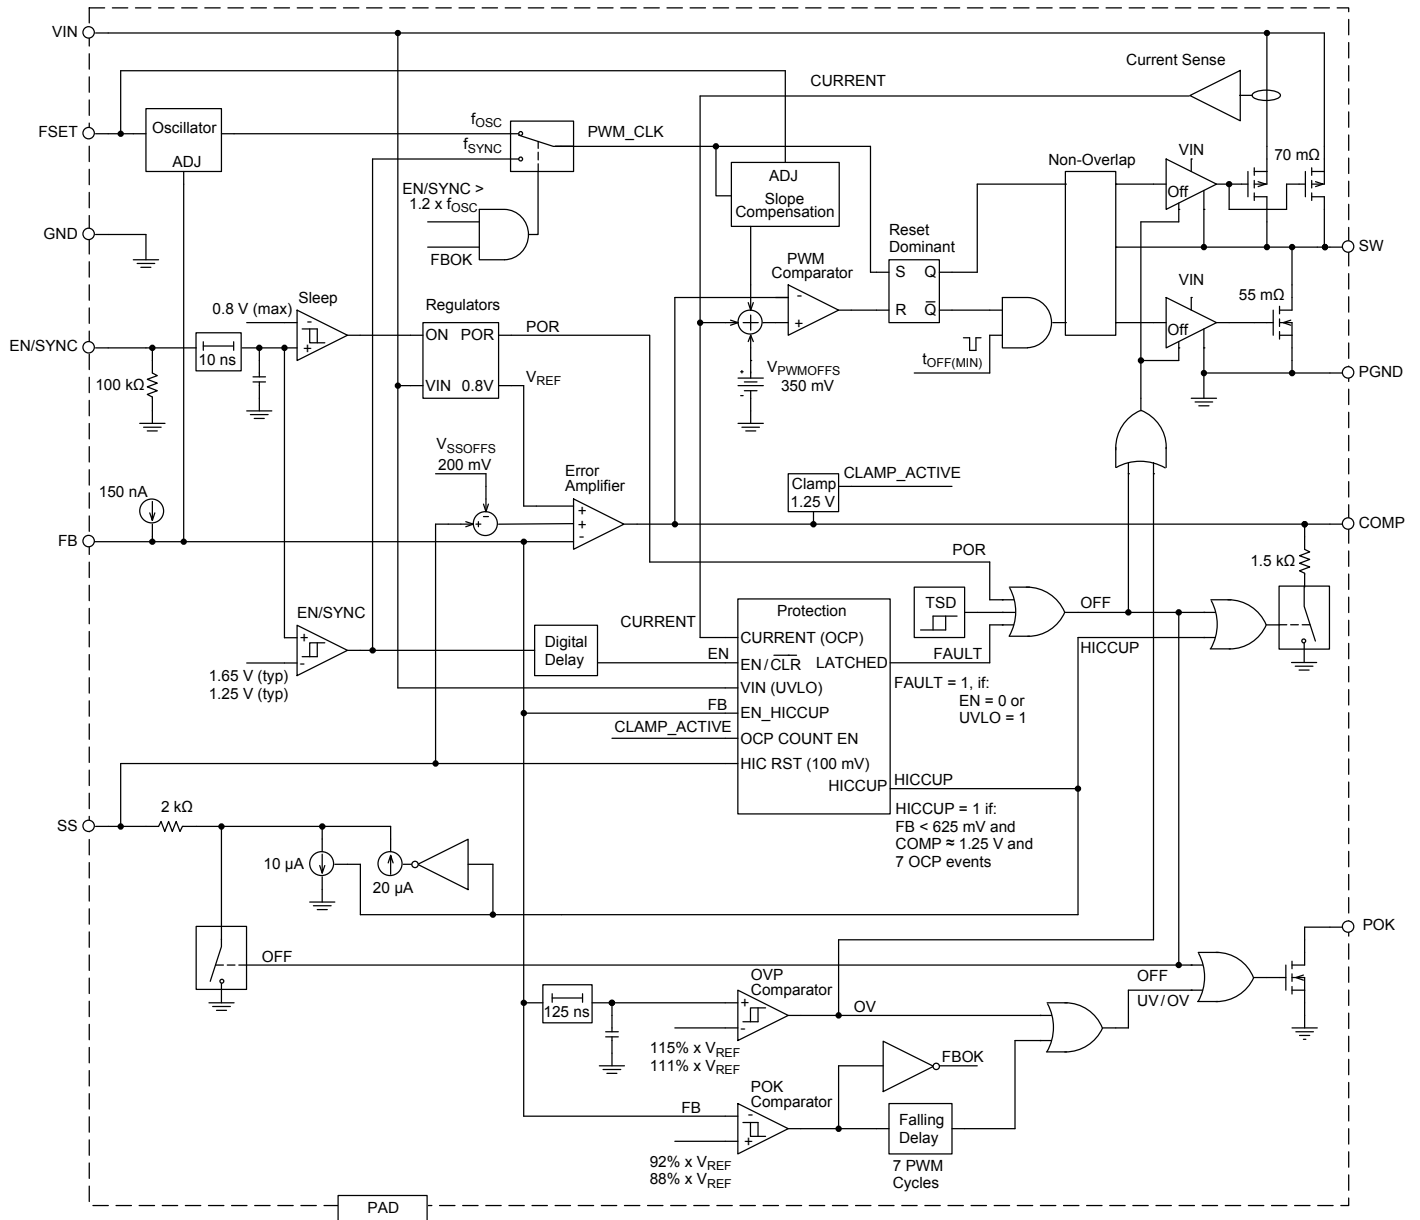 VIN
Current Sense
CURRENT
FSET
Oscillator
ADJ
fOSC
fSYNC
PWM_CLK
ADJ
Slope
Compensation
Non-Overlap
VIN
Off
70 mΩ
EN/SYNC >
1.2 x fOSC
FBOK
GND
SW
Reset
Dominant
S Q
R Q̅
PWM
Comparator
-
+
VIN
Off
55 mΩ
Sleep
0.8 V (max)
-
+
Regulators
ON POR
VIN 0.8V
POR
VREF
EN/SYNC
10 ns
100 kΩ
tOFF(MIN)
VPWMOFFS
350 mV
+
-
PGND
VSSOFFS
200 mV
+
-
Error
Amplifier
+
+
-
Clamp
1.25 V
CLAMP_ACTIVE
150 nA
FB
COMP
1.5 kΩ
POR
TSD
OFF
EN/SYNC
+
-
1.65 V (typ)
1.25 V (typ)
Digital
Delay
CURRENT
EN
FB
CLAMP_ACTIVE
Protection
CURRENT (OCP)
EN/C̅L̅R̅ LATCHED
VIN (UVLO)
EN_HICCUP
OCP COUNT EN
HIC RST (100 mV)
HICCUP
FAULT
FAULT = 1, if:
EN = 0 or
UVLO = 1
HICCUP
HICCUP
HICCUP = 1 if:
FB < 625 mV and
COMP ≈ 1.25 V and
7 OCP events
SS
2 kΩ
10 µA
20 µA
OFF
POK
OFF
UV/OV
125 ns
OVP
Comparator
+
-
115% x VREF
111% x VREF
OV
FBOK
POK
Comparator
FB
-
+
92% x VREF
88% x VREF
Falling
Delay
7 PWM
Cycles
PAD